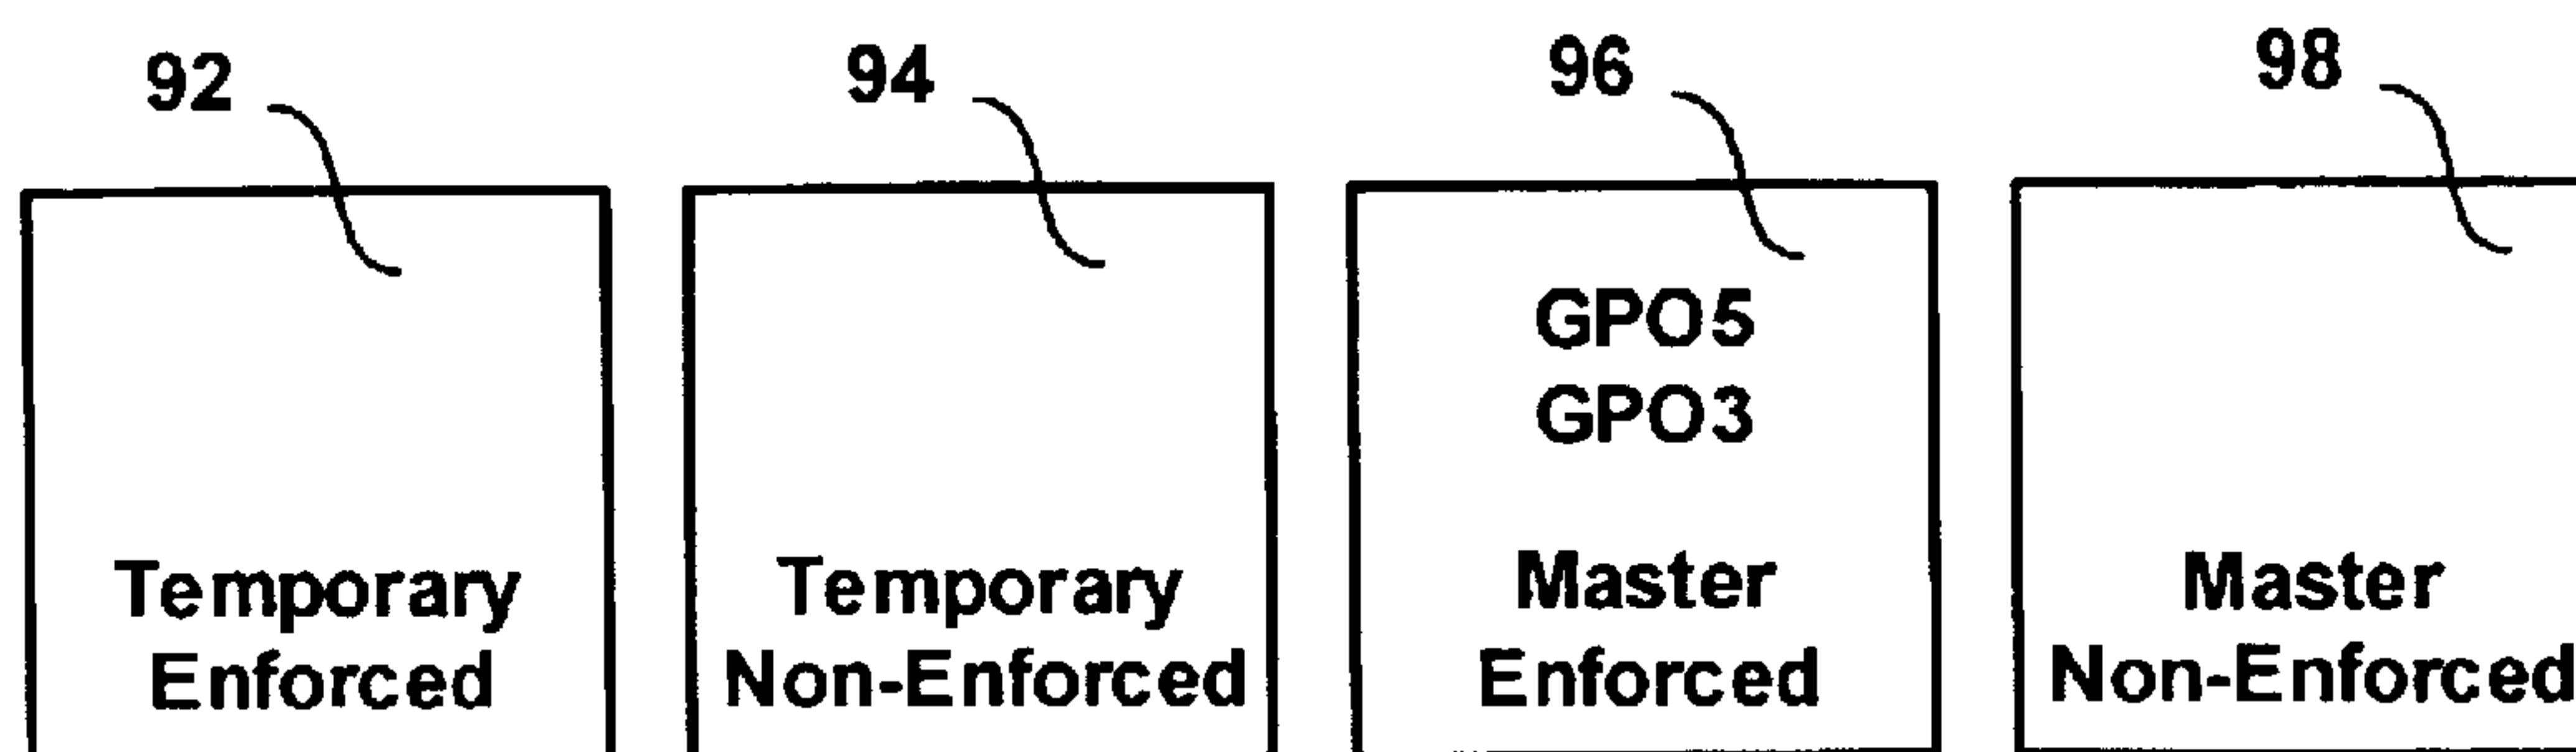 92
94
96
98
GPO5
GPO3
Temporary
Enforced
Temporary
Non-Enforced
Master
Enforced
Master
Non-Enforced